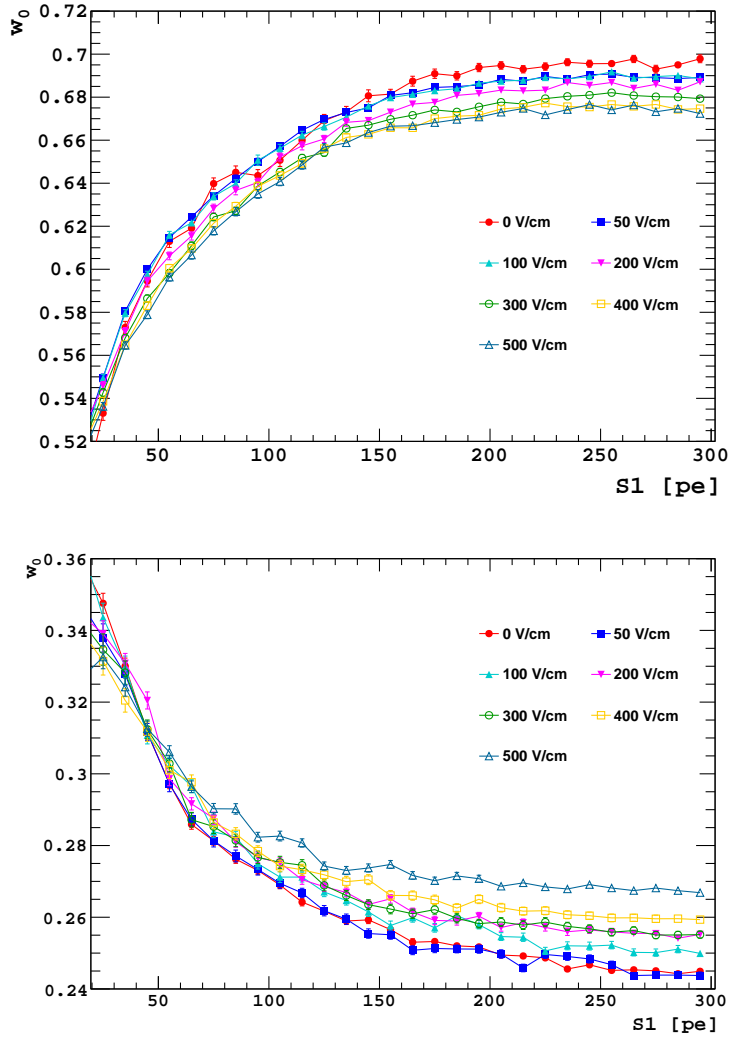 w0
0.72
0.7
0.68
0.66
0.64
0.62
0.6
0.58
0.56
0.54
0.52
0 V/cm 50 V/cm
100 V/cm 200 V/cm
300 V/cm 400 V/cm
500 V/cm
50 100 150 200 250 300
S1 [pe]
w0
0.36
0.34
0.32
0.3
0.28
0.26
0.24
0 V/cm 50 V/cm
100 V/cm 200 V/cm
300 V/cm 400 V/cm
500 V/cm
50 100 150 200 250 300
S1 [pe]